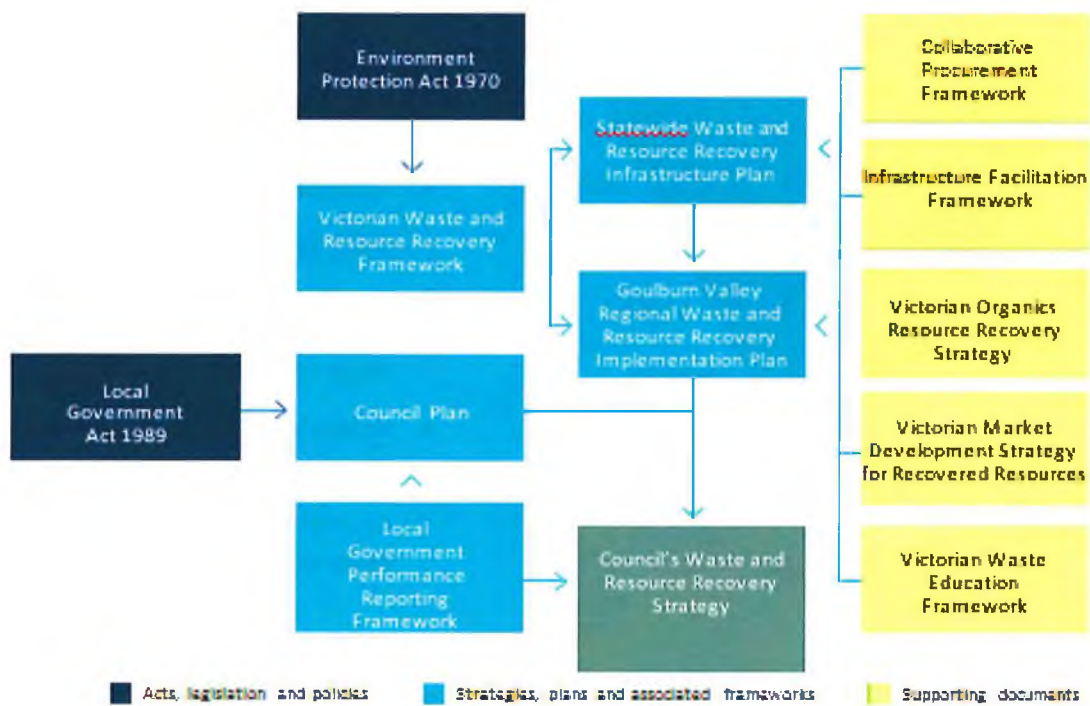 Environment
Protection Act 1970
Collaborative
Procurement
Framework
Statewide Waste and
Resource Recovery
Infrastructure Plan
Infrastructure Facilitation
Framework
Victorian Waste and
Resource Recovery
Framework
Goulburn Valley
Regional Waste and
Resource Recovery
Implementation Plan
Victorian Organics
Resource Recovery
Strategy
Local
Government
Act 1989
Council Plan
Victorian Market
Development Strategy
for Recovered Resources
Local
Government
Performance
Reporting
Framework
Council's Waste and
Resource Recovery
Strategy
Victorian Waste
Education
Framework
Acts, legislation and policies
Strategies, plans and associated frameworks
Supporting documents